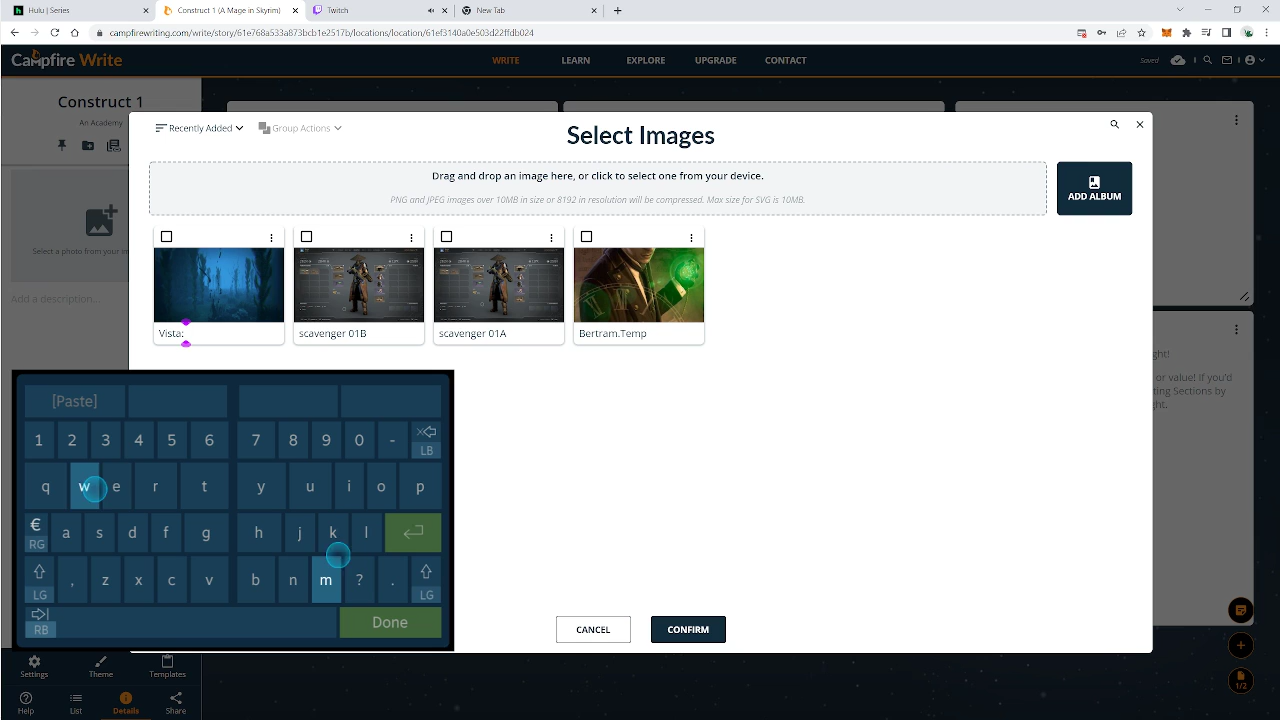 Hulu | Series
Construct 1 (A Mage in Skyrim)
Twitch
New Tab
campfirewriting.com/write/story/61e768a533a873bcb1e2517b/locations/location/61ef3140a0e503d22ffdb024
Campfire Write
WRITE
LEARN
EXPLORE
UPGRADE
CONTACT
Saved
Construct 1
An Academy
Select a photo from your m
Add a description...
Recently Added
Group Actions
Select Images
Drag and drop an image here, or click to select one from your device.
PNG and JPEG images over 10MB in size or 8192 in resolution will be compressed. Max size for SVG is 10MB.
ADD ALBUM
Vista:
scavenger 01B
scavenger 01A
Bertram.Temp
ght!
or value! If you'd
ting Sections by
ght.
[Paste]
1 2 3 4 5 6 7 8 9 0 -
LB
q w e r t y u i o p
€ a s d f g h j k l
RG
, z x c v b n m ? .
LG
LG
RB
Done
CANCEL
CONFIRM
Settings
Theme
Templates
Help
List
Details
Share
1/2